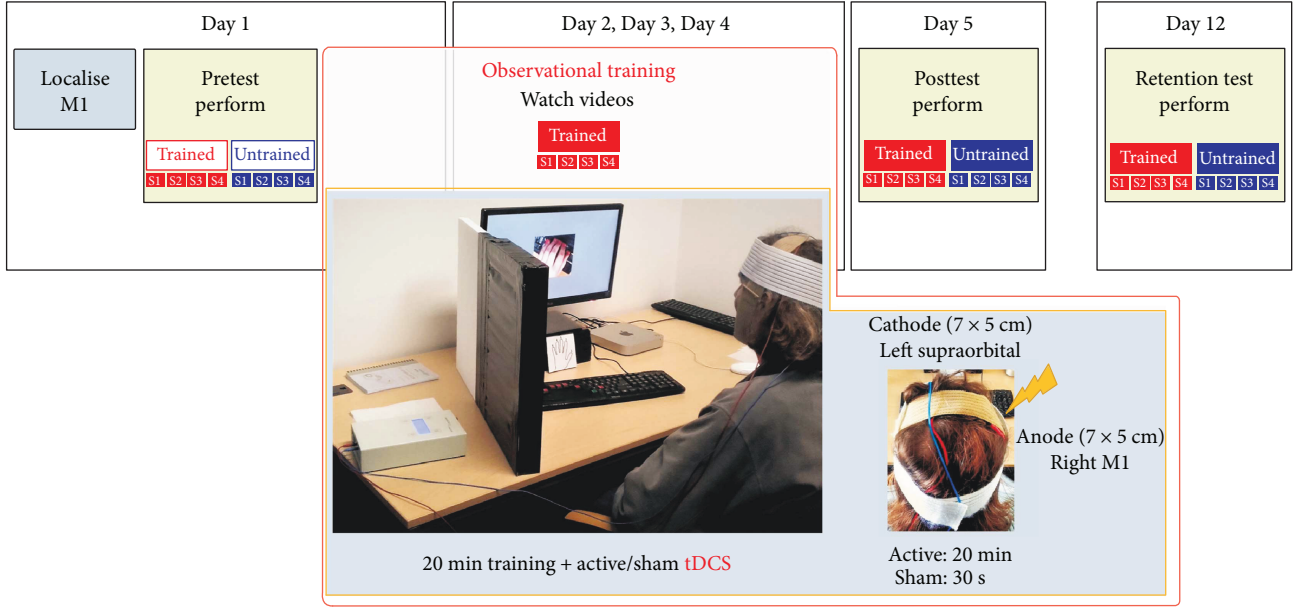 Day 1
Localise
M1
Pretest
perform
Trained Untrained
S1 S2 S3 S4 S1 S2 S3 S4
Day 2, Day 3, Day 4
Observational training
Watch videos
Trained
S1 S2 S3 S4
20 min training + active/sham tDCS
Cathode (7 × 5 cm)
Left supraorbital
Anode (7 × 5 cm)
Right M1
Active: 20 min
Sham: 30 s
Day 5
Posttest
perform
Trained Untrained
S1 S2 S3 S4 S1 S2 S3 S4
Day 12
Retention test
perform
Trained Untrained
S1 S2 S3 S4 S1 S2 S3 S4